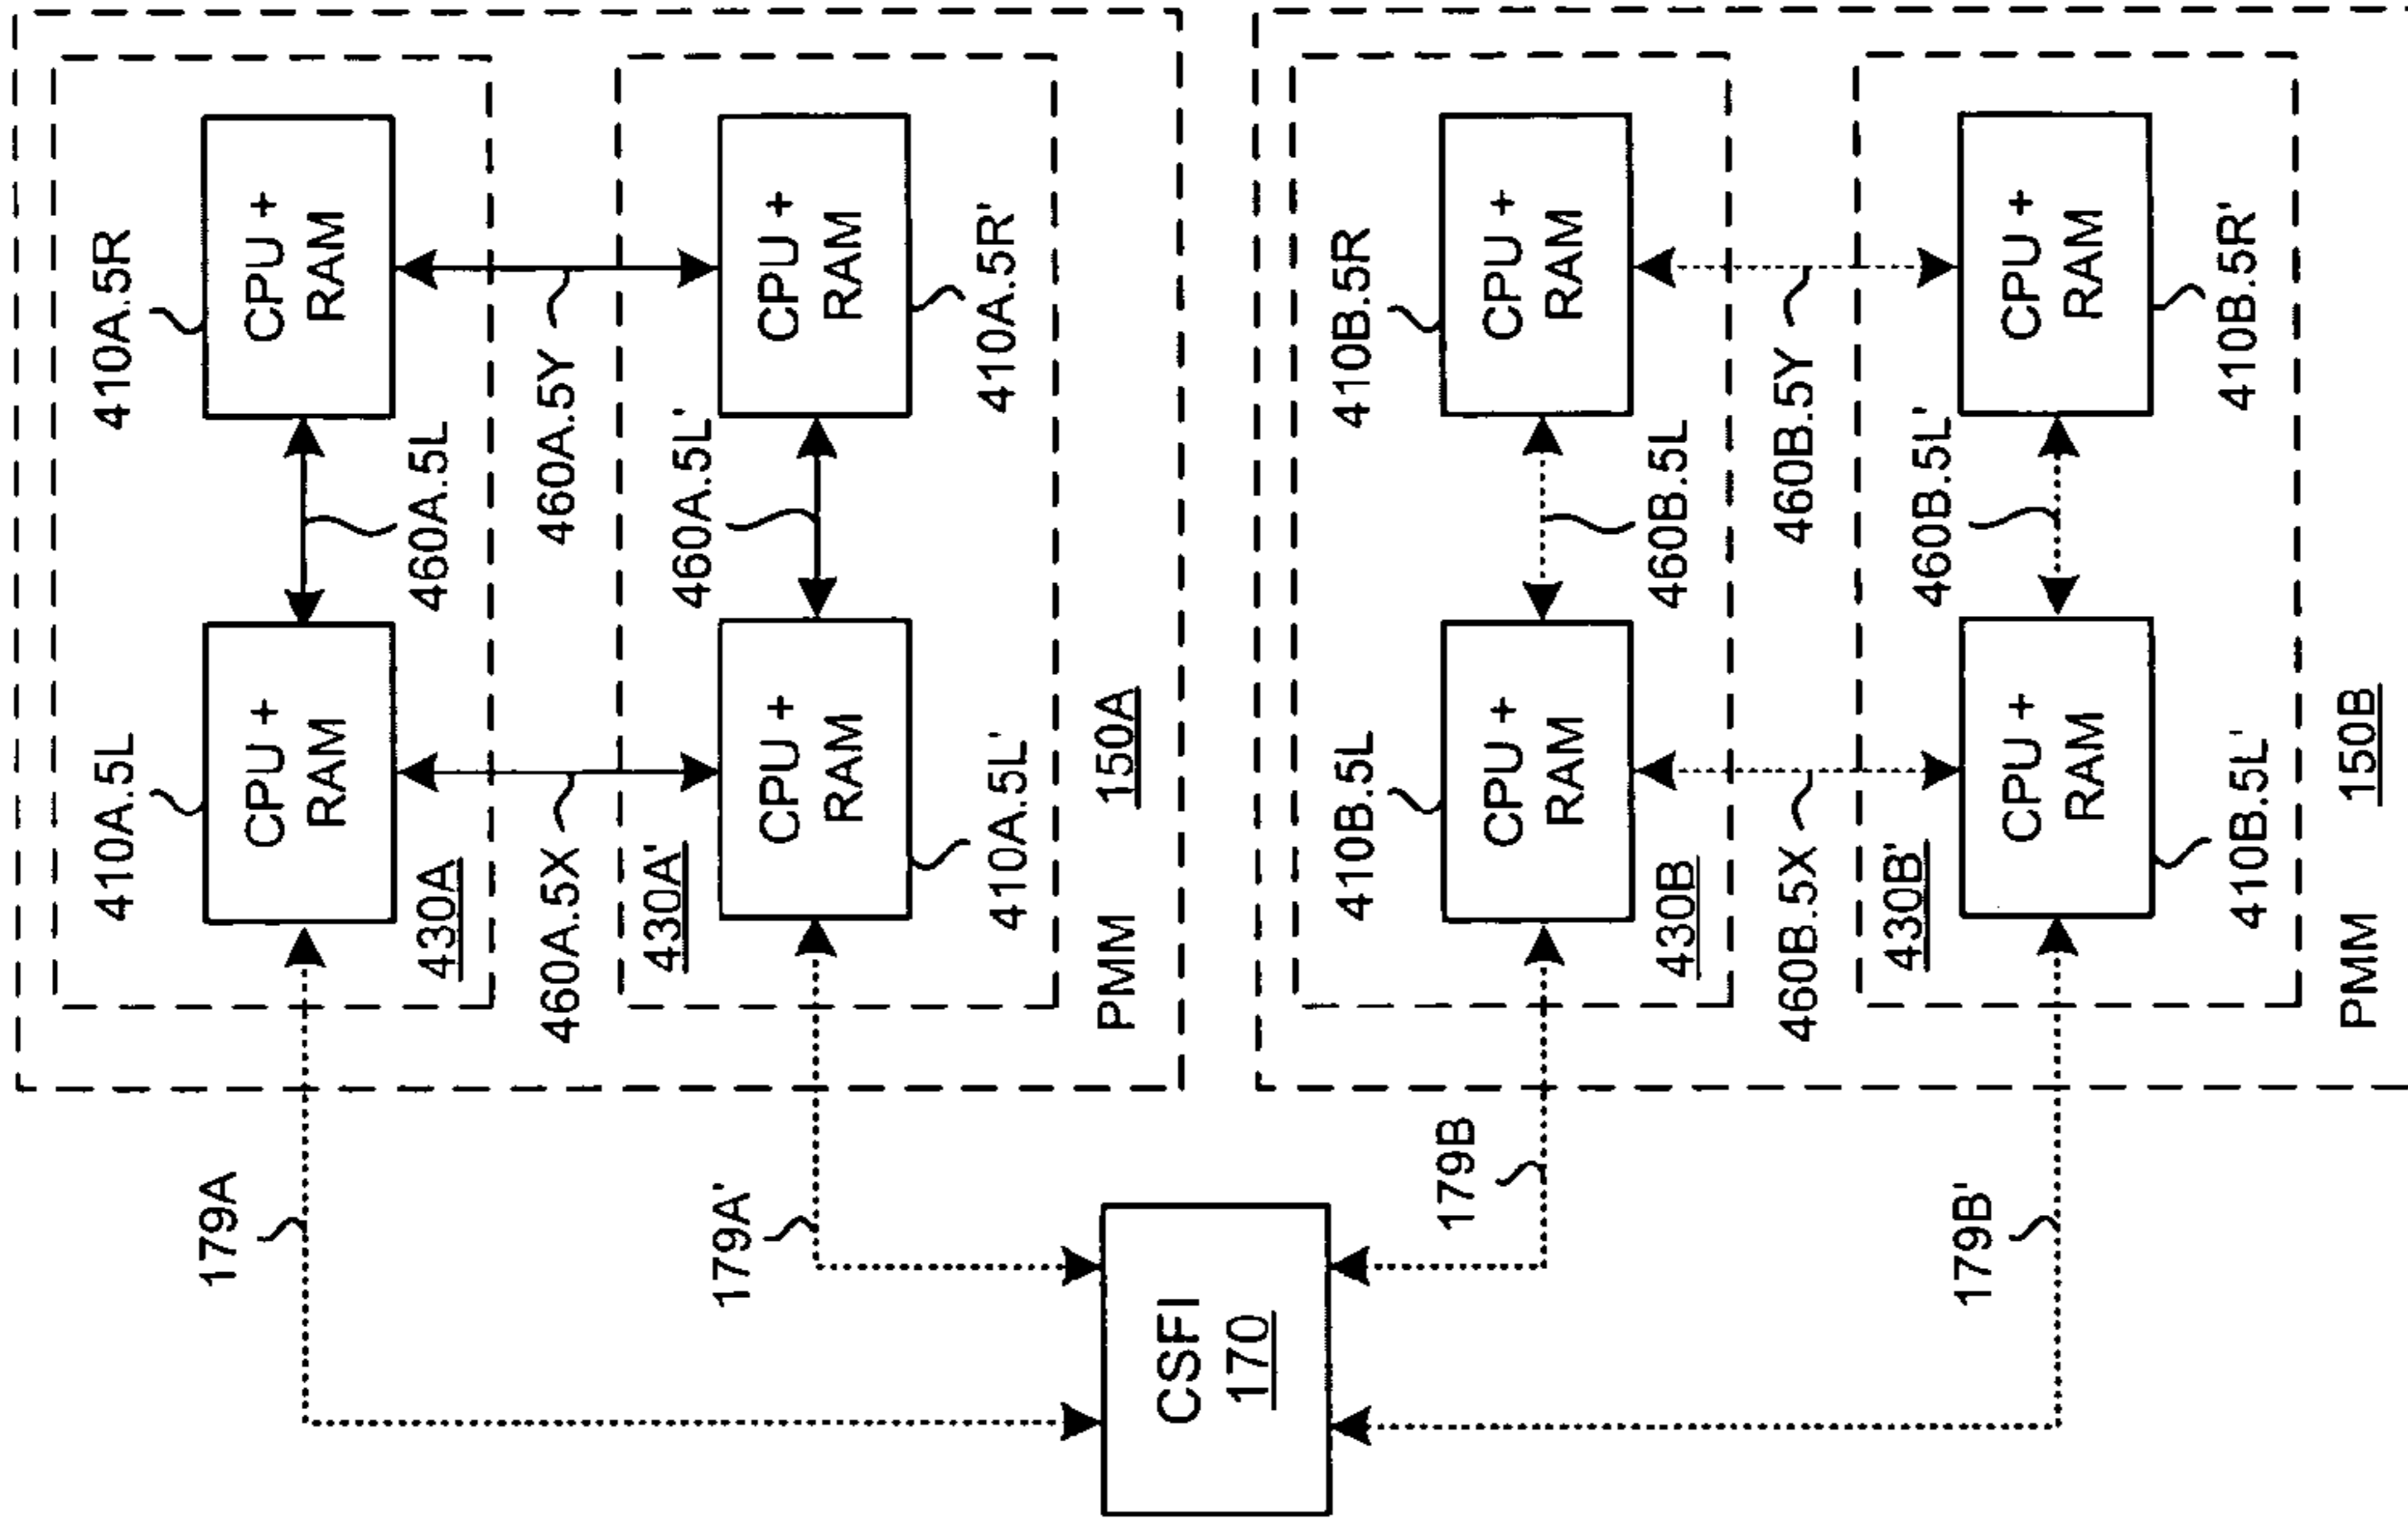 410A.5R
CPU +
RAM
410A.5L
CPU +
RAM
460A.5L
430A
460A.5Y
460A.5X
CPU +
RAM
410A.5R'
460A.5L'
CPU +
RAM
410A.5L'
430A'
PMM 150A
410B.5R
CPU +
RAM
410B.5L
CPU +
RAM
460B.5L
430B
460B.5Y
460B.5X
CPU +
RAM
410B.5R'
460B.5L'
CPU +
RAM
410B.5L'
430B'
PMM 150B
179A
179A'
179B
179B'
CSFI
170